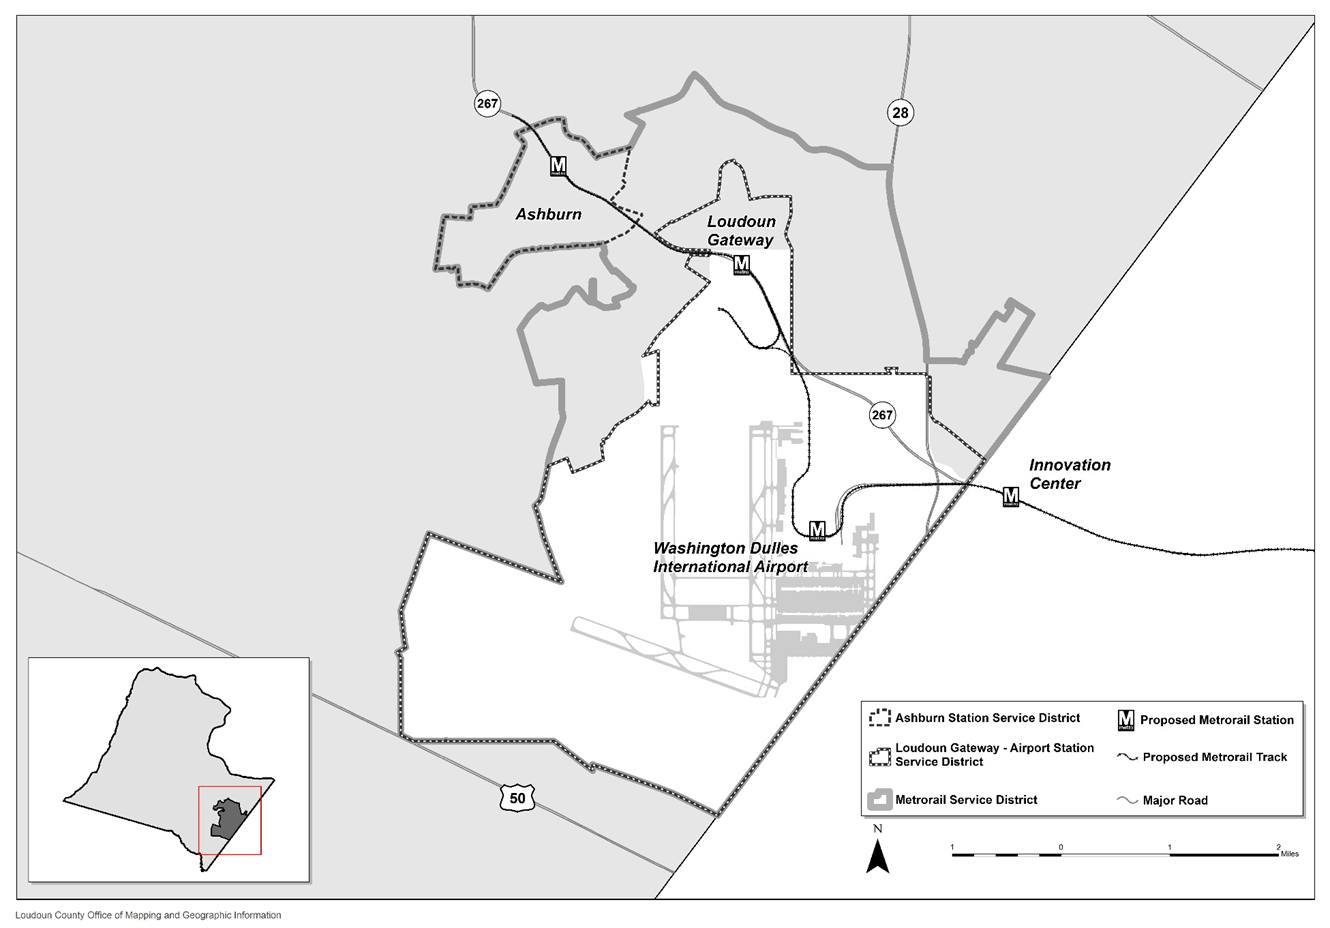 267
28
M
Ashburn
Loudoun
Gateway
M
267
Innovation
Center
M
M
Washington Dulles
International Airport
50
Ashburn Station Service District
Loudoun Gateway - Airport Station
Service District
Metrorail Service District
M
Proposed Metrorail Station
Proposed Metrorail Track
Major Road
N
1 0 1 2
Miles
Loudoun County Office of Mapping and Geographic Information